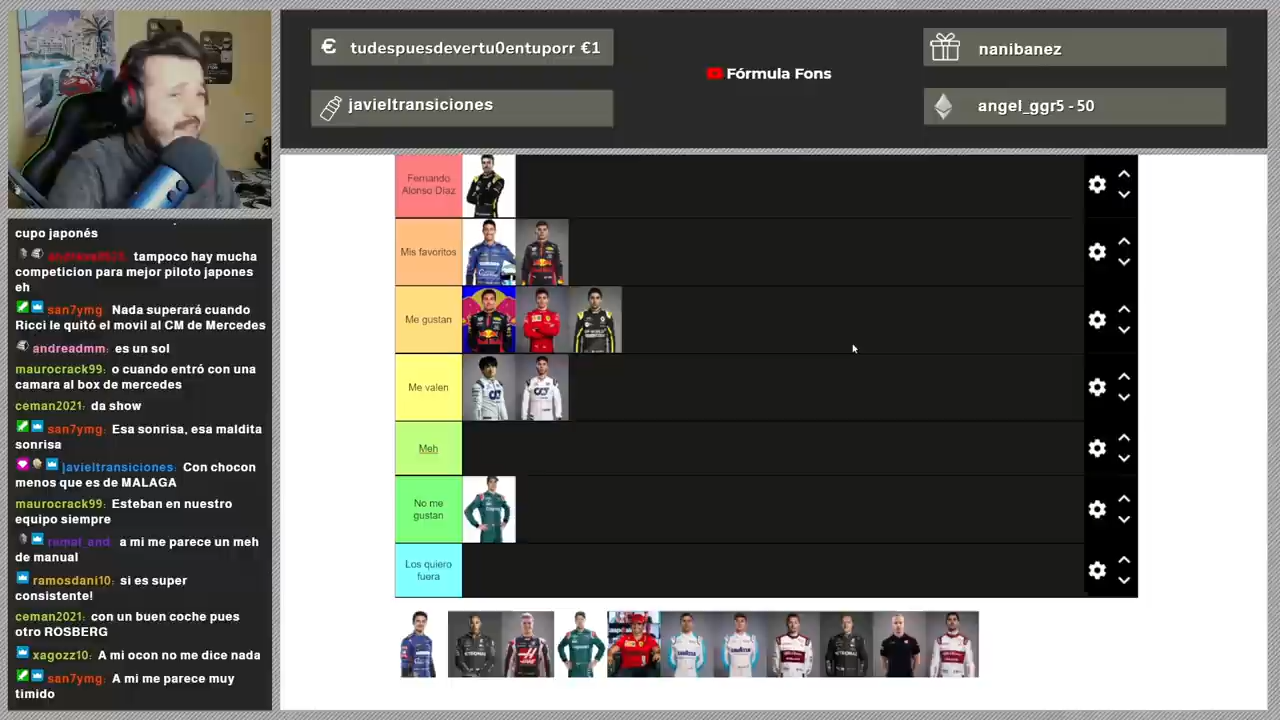 € tudespuesdevertu0entuporr €1
javieltransiciones
Fórmula Fons
nanibanez
angel_ggr5 - 50
cupo japonés
tampoco hay mucha
competicion para mejor piloto japones
eh
san7ymg: Nada superará cuando
Ricci le quitó el movil al CM de Mercedes
andreadmm: es un sol
maurocrack99: o cuando entró con una
camara al box de mercedes
ceman2021: da show
san7ymg: Esa sonrisa, esa maldita
sonrisa
javieltransiciones: Con chocon
menos que es de MALAGA
maurocrack99: Esteban en nuestro
equipo siempre
a mi me parece un meh
de manual
ramosdani10: si es super
consistente!
ceman2021: con un buen coche pues
otro ROSBERG
xagozz10: A mi ocon no me dice nada
san7ymg: A mi me parece muy
timido
Fernando
Alonso Díaz
Mis favoritos
Me gustan
Me valen
Meh
No me
gustan
Los quiero
fuera